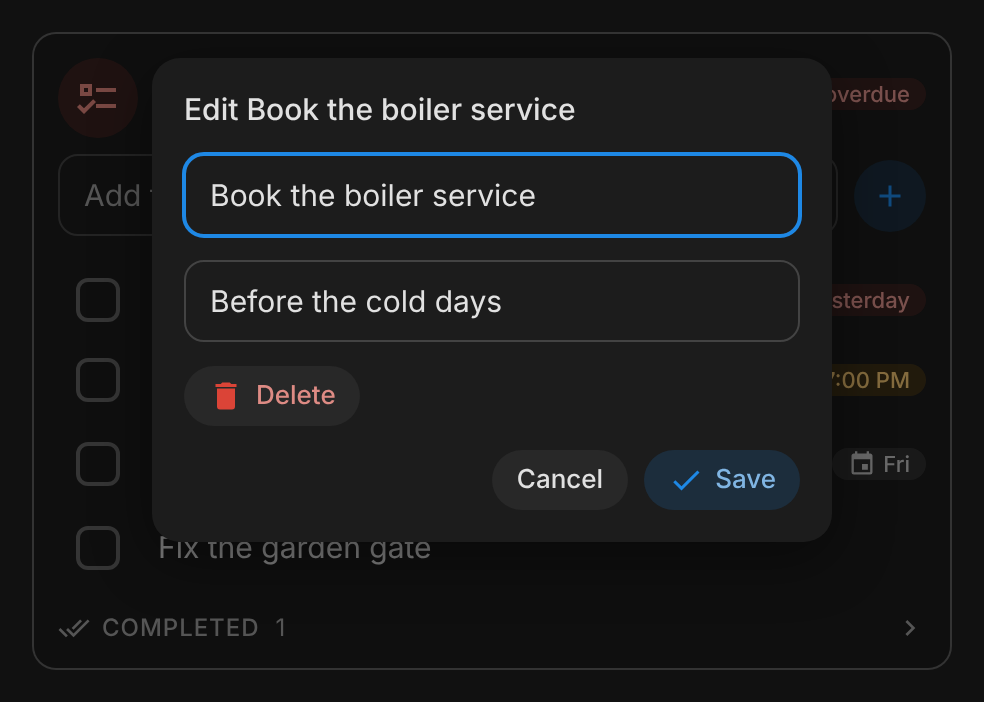 Edit Book the boiler service
overdue
Add
Book the boiler service
Before the cold days
Delete
7:00 PM
Cancel
Save
Fri
Fix the garden gate
COMPLETED 1